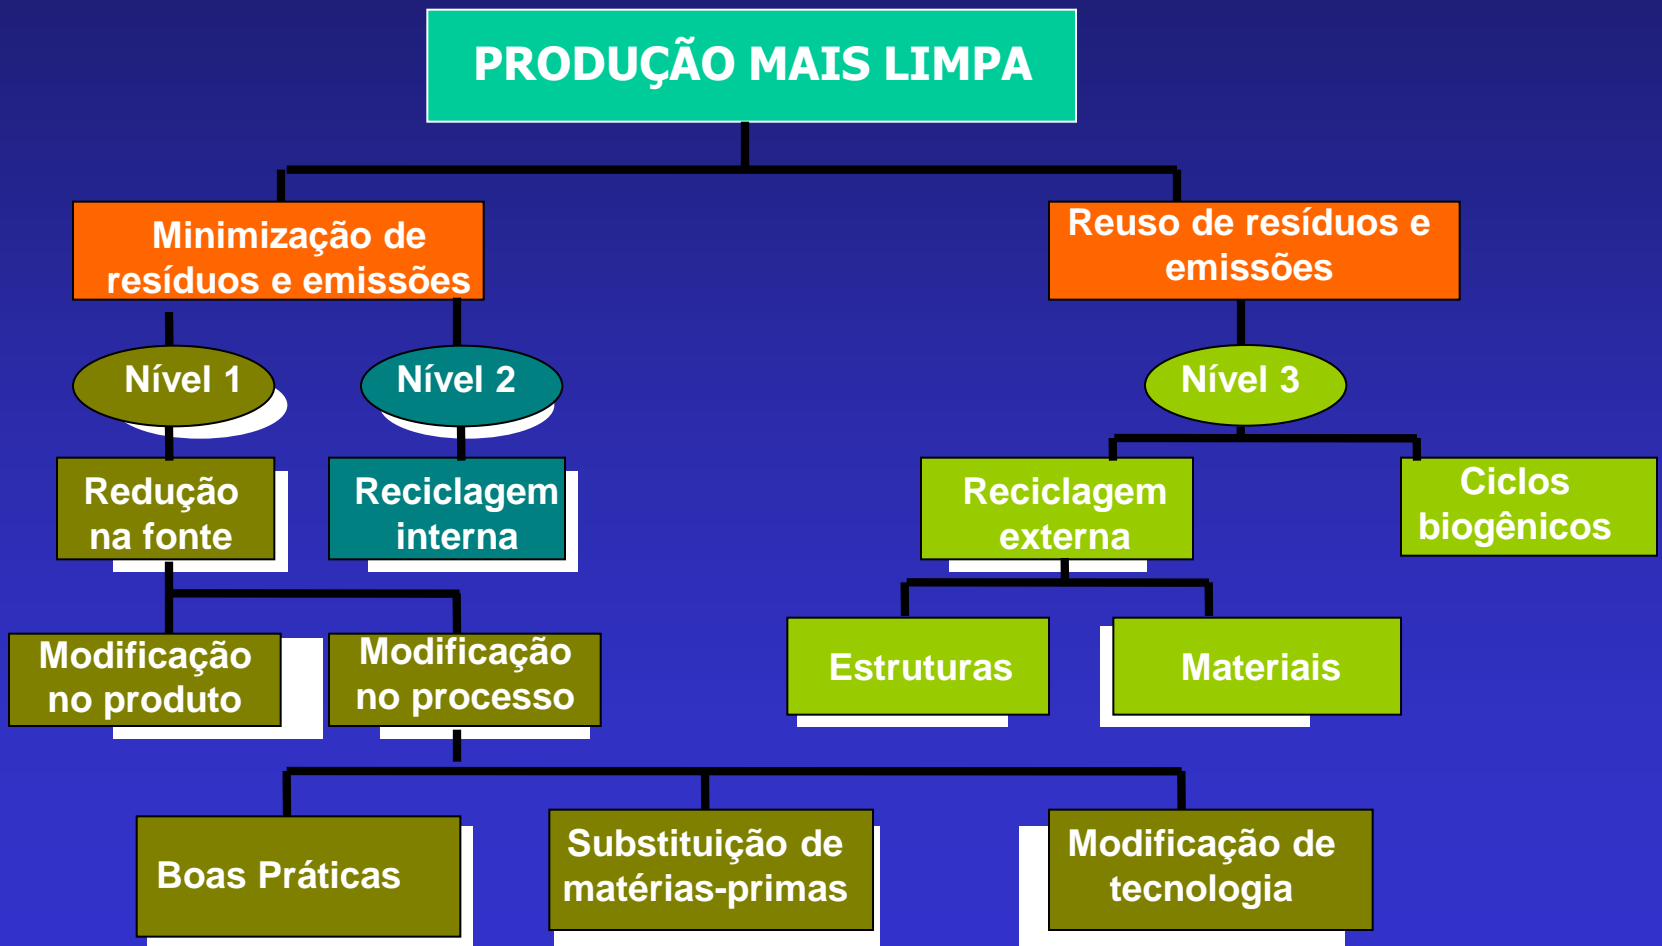 PRODUÇÃO MAIS LIMPA
Minimização de
resíduos e emissões
Reuso de resíduos e
emissões
Nível 1
Nível 2
Nível 3
Redução
na fonte
Reciclagem
interna
Reciclagem
externa
Ciclos
biogênicos
Modificação
no produto
Modificação
no processo
Estruturas
Materiais
Boas Práticas
Substituição de
matérias-primas
Modificação de
tecnologia